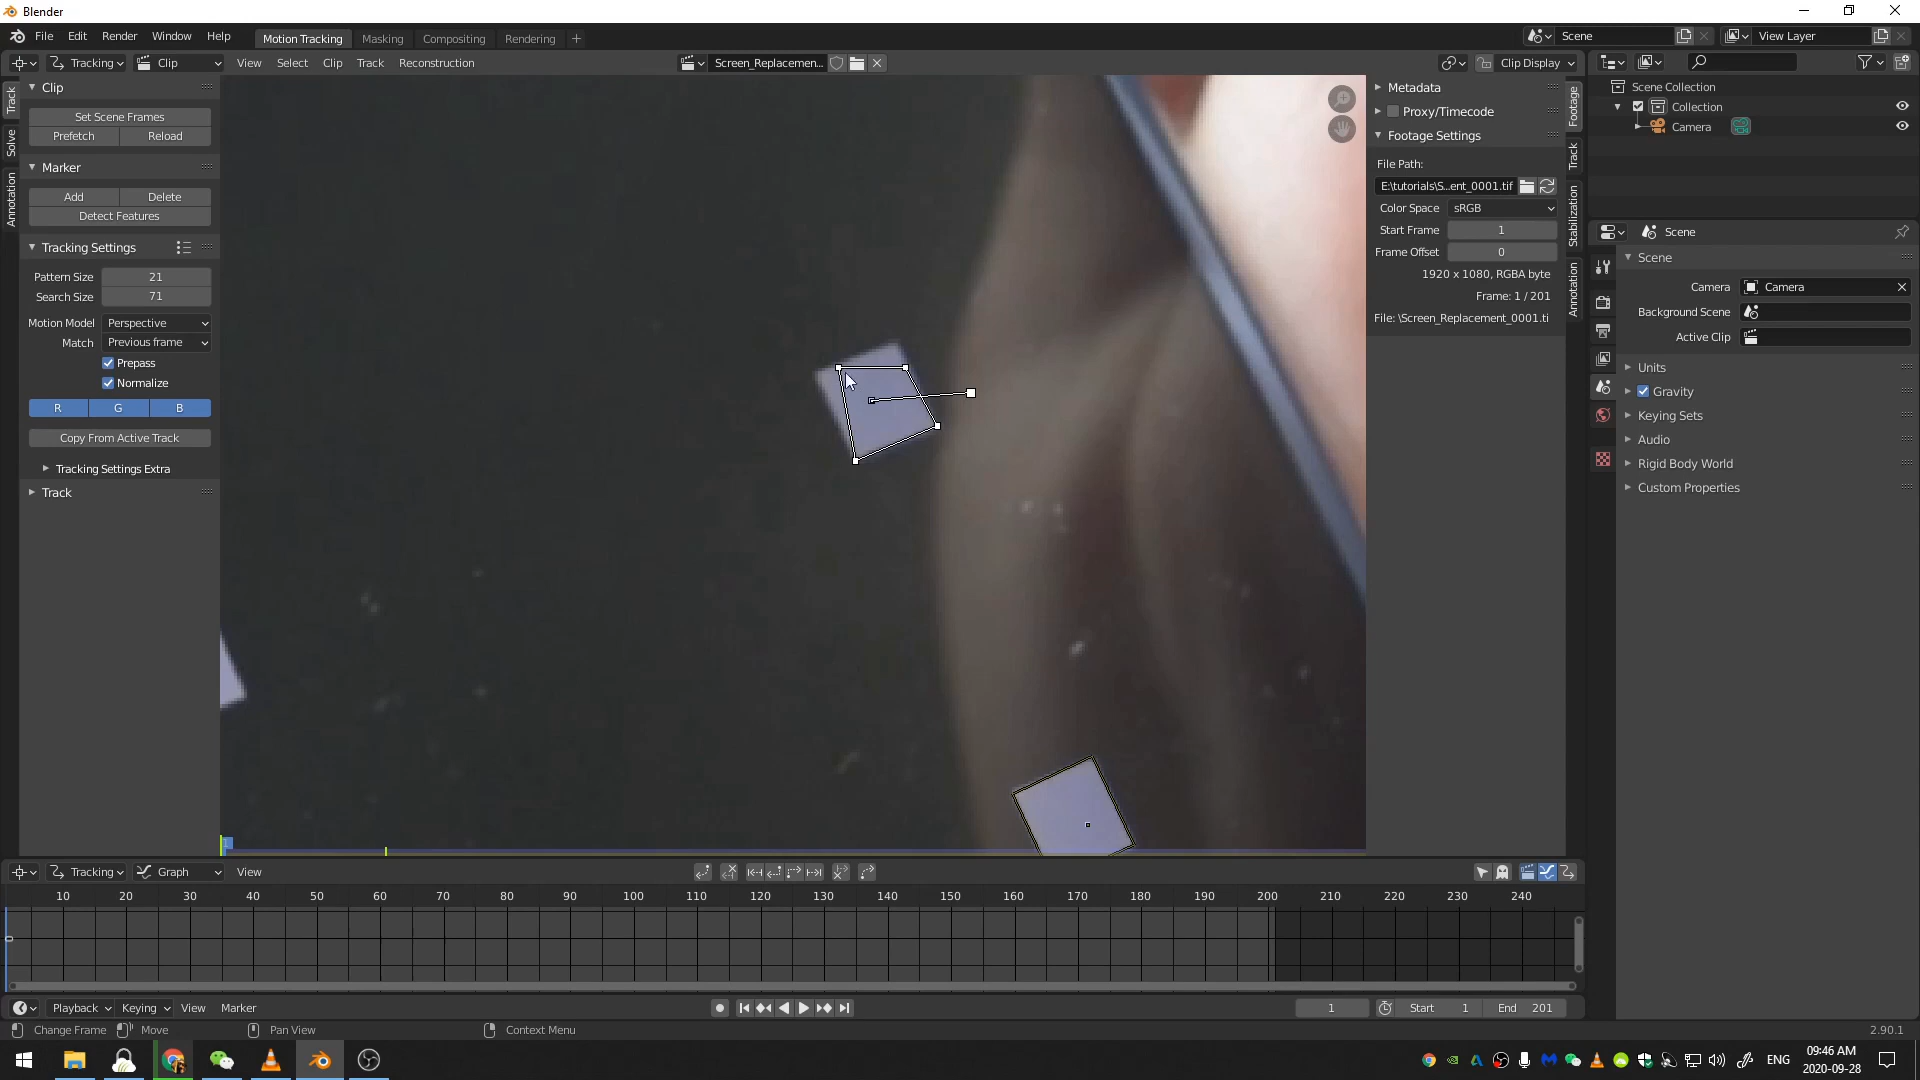 Blender
File Edit Render Window Help
Motion Tracking Masking Compositing Rendering +
Scene
View Layer
Tracking Clip View Select Clip Track Reconstruction
Screen_Replacemen...
Clip Display
Track
Solve
Annotation
Clip
Set Scene Frames
Prefetch Reload
Marker
Add Delete
Detect Features
Tracking Settings
Pattern Size 21
Search Size 71
Motion Model Perspective
Match Previous frame
Prepass
Normalize
R G B
Copy From Active Track
Tracking Settings Extra
Track
Metadata
Proxy/Timecode
Footage Settings
File Path:
E:\tutorials\S...ent_0001.tif
Color Space sRGB
Start Frame 1
Frame Offset 0
1920 x 1080, RGBA byte
Frame: 1 / 201
File: \Screen_Replacement_0001.ti
Footage
Track
Stabilization
Annotation
Scene Collection
Collection
Camera
Scene
Scene
Camera Camera
Background Scene
Active Clip
Units
Gravity
Keying Sets
Audio
Rigid Body World
Custom Properties
1
Tracking Graph View
10 20 30 40 50 60 70 80 90 100 110 120 130 140 150 160 170 180 190 200 210 220 230 240
Playback Keying View Marker
1
Start 1 End 201
Change Frame Move Pan View Context Menu
2.90.1
ENG
09:46 AM
2020-09-28